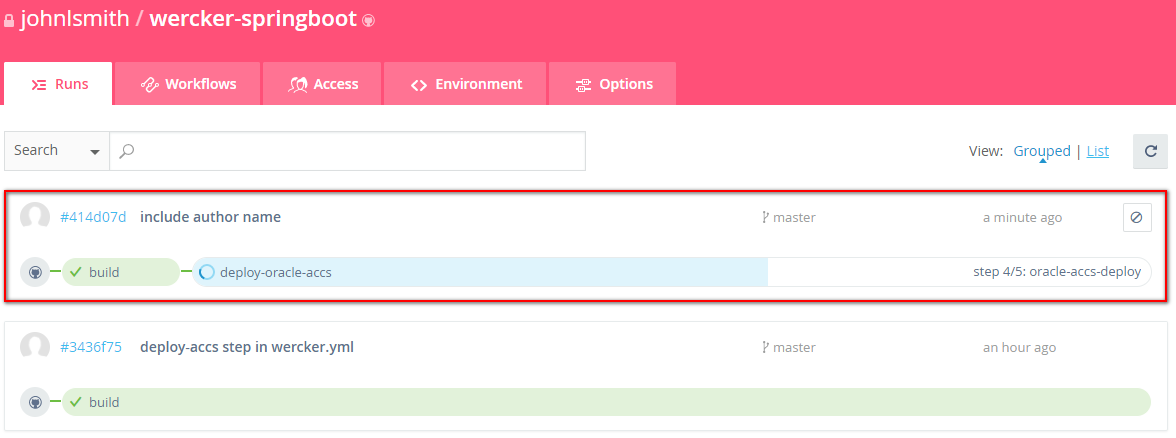 johnlsmith / wercker-springboot
Runs Workflows Access Environment Options
Search View: Grouped | List
#414d07d include author name master a minute ago
build deploy-oracle-accs step 4/5: oracle-accs-deploy
#3436f75 deploy-accs step in wercker.yml master an hour ago
build